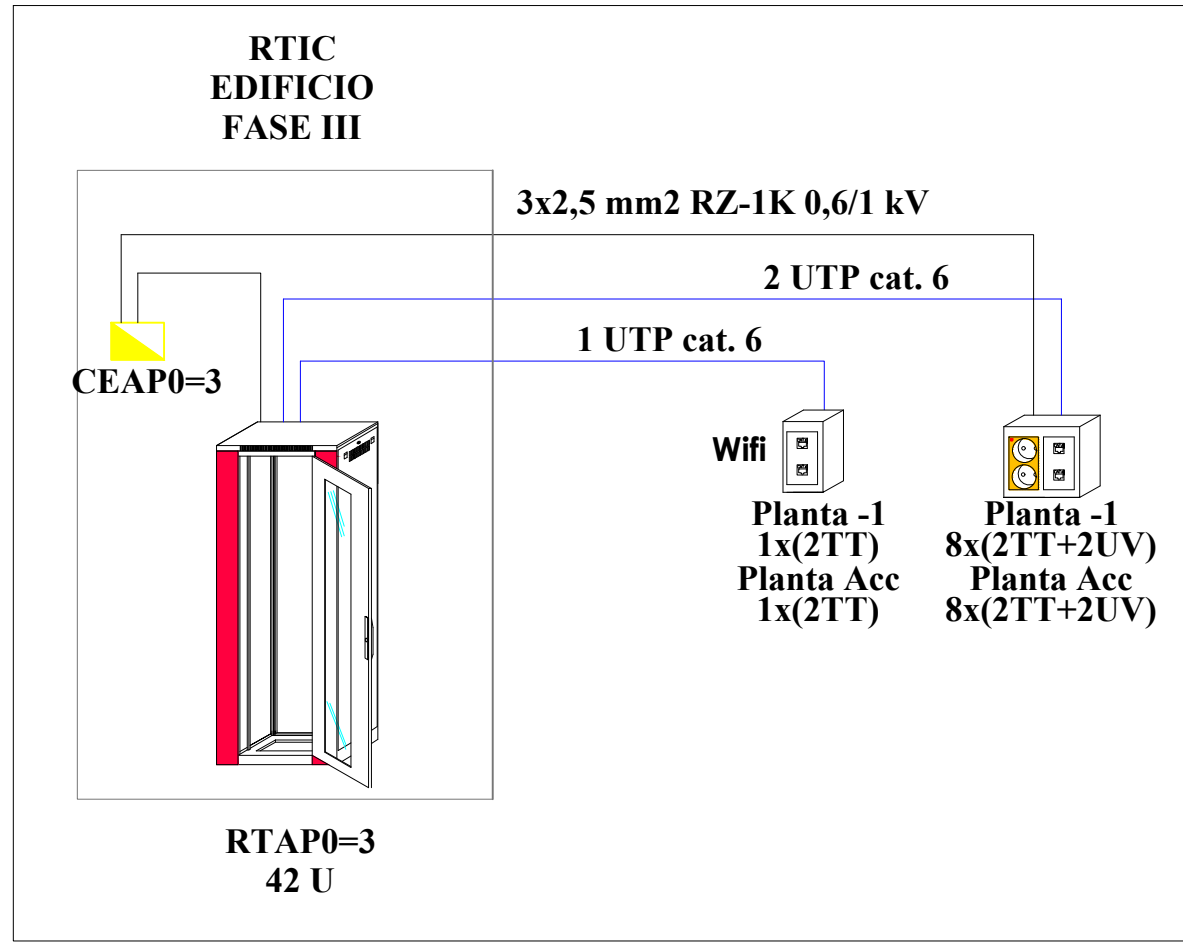 RTIC
EDIFICIO
FASE III
3x2,5 mm2 RZ-1K 0,6/1 kV
2 UTP cat. 6
1 UTP cat. 6
CEAP0=3
Wifi
Planta -1
1x(2TT)
Planta Acc
1x(2TT)
Planta -1
8x(2TT+2UV)
Planta Acc
8x(2TT+2UV)
RTAP0=3
42 U